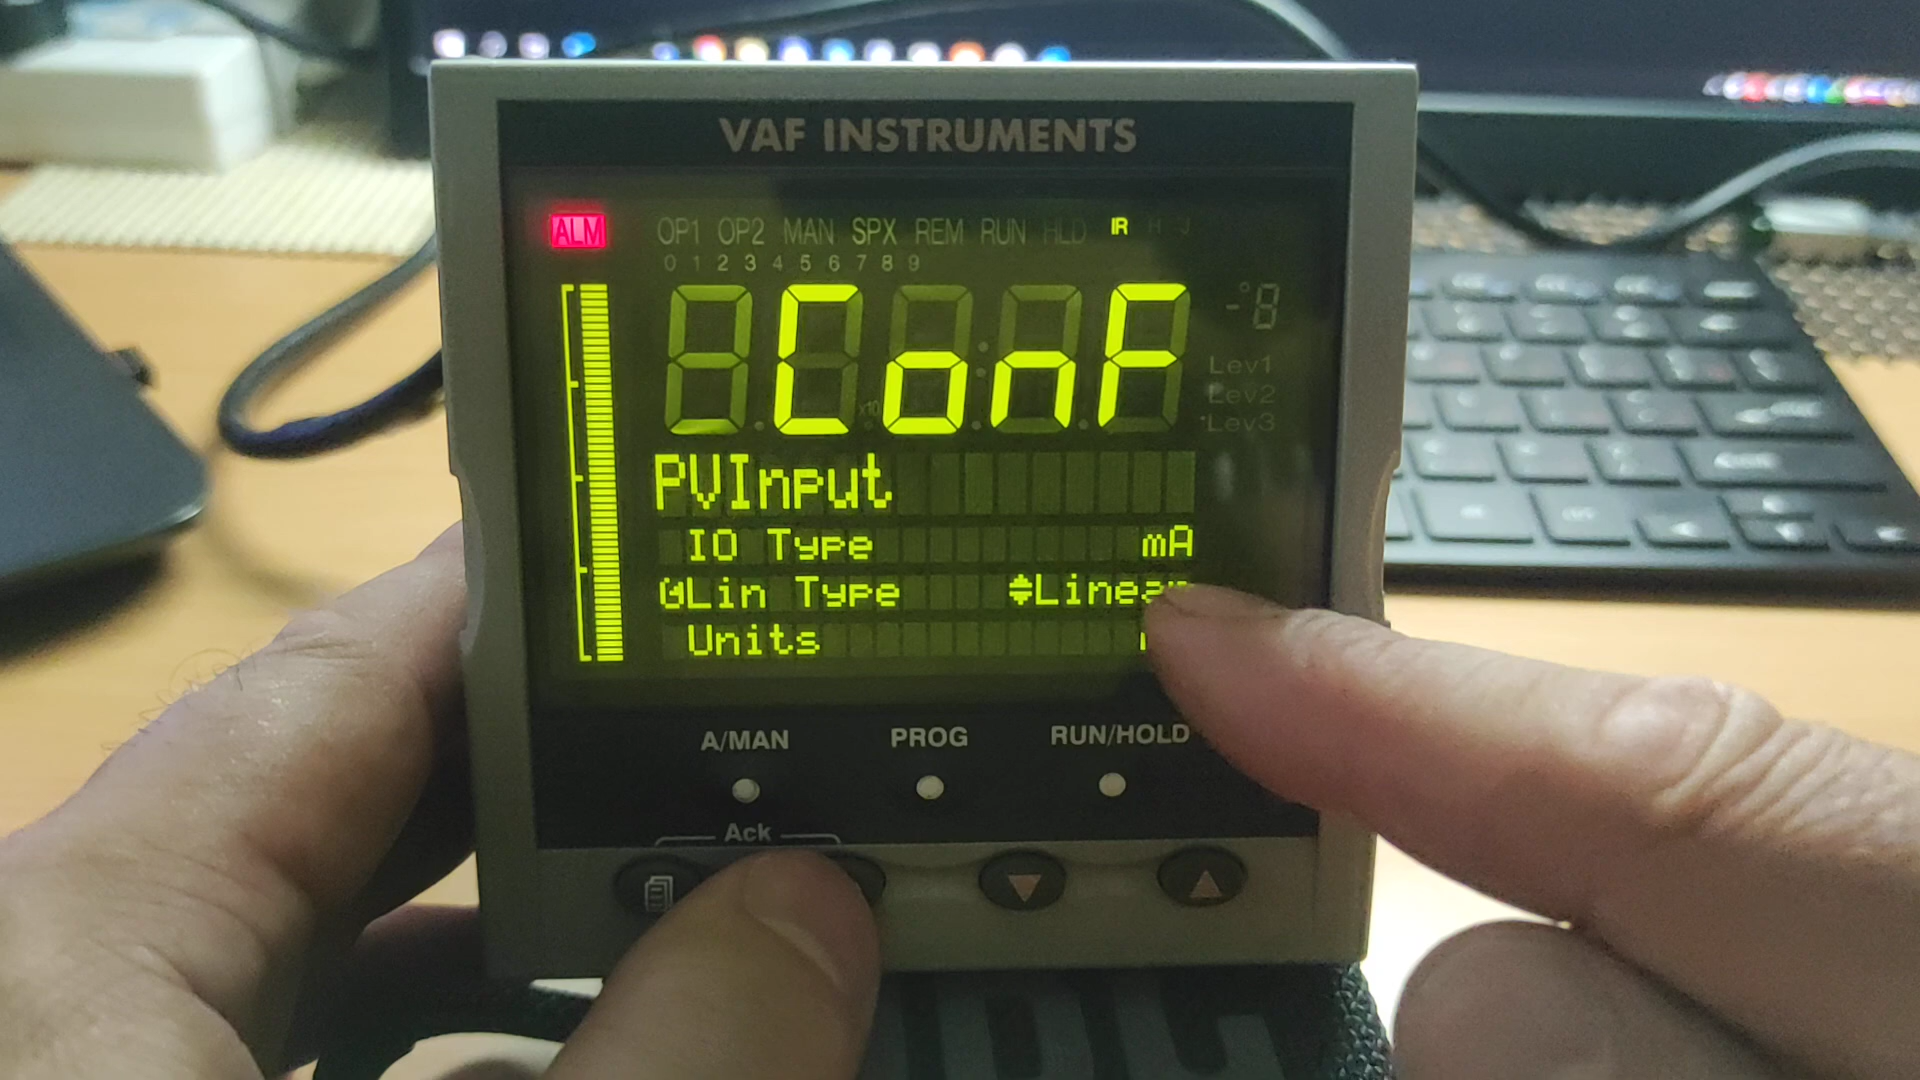 VAF INSTRUMENTS
ALM OP1 OP2 MAN SPX REM RUN HLD IR
0 1 2 3 4 5 6 7 8 9
ConF
Lev1
Lev2
Lev3
PVInput
IO Type mA
Lin Type Linear
Units
A/MAN PROG RUN/HOLD
Ack